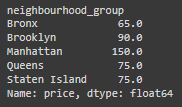 neighbourhood_group
Bronx 65.0
Brooklyn 90.0
Manhattan 150.0
Queens 75.0
Staten Island 75.0
Name: price, dtype: float64